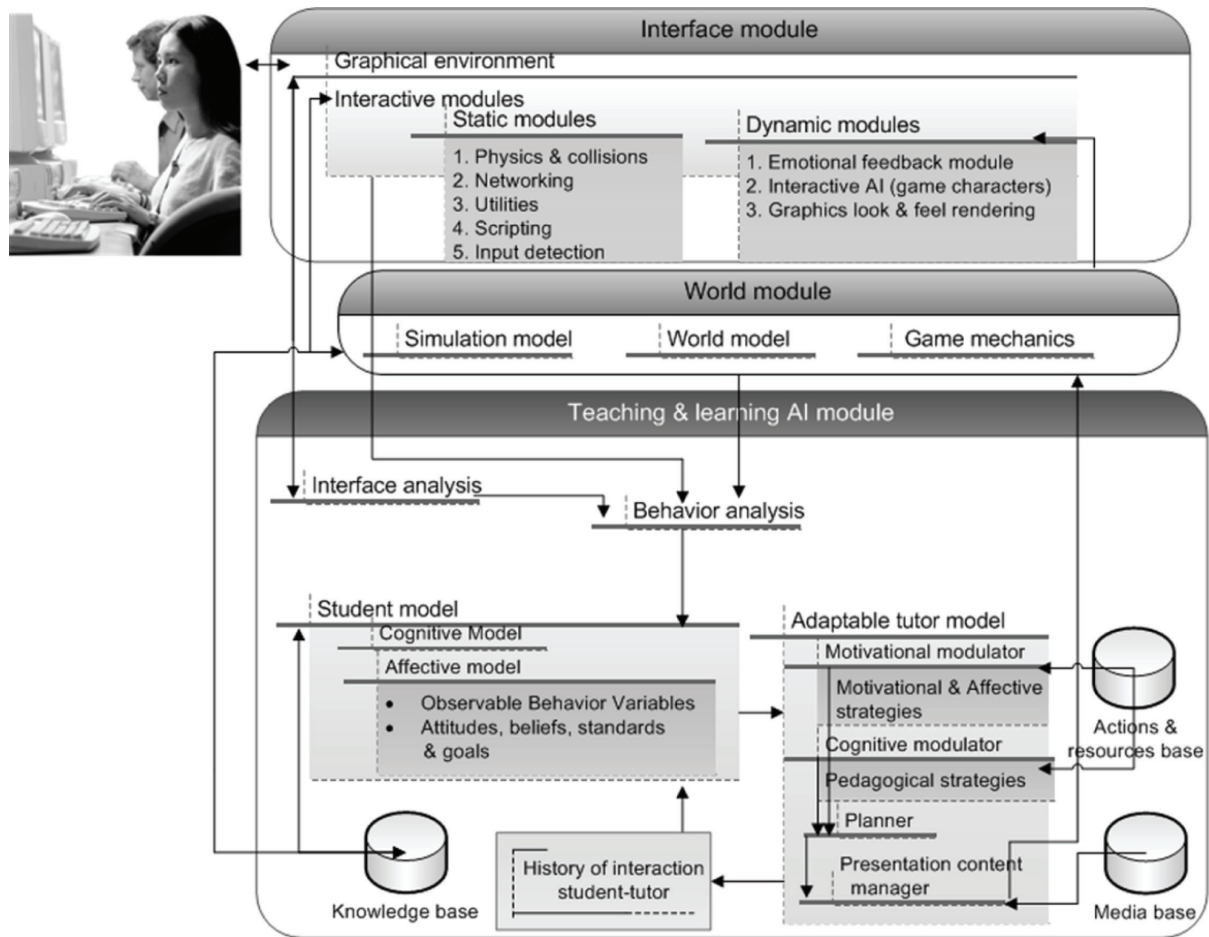 Interface module
Graphical environment
Interactive modules
Static modules
1. Physics & collisions
2. Networking
3. Utilities
4. Scripting
5. Input detection
Dynamic modules
1. Emotional feedback module
2. Interactive AI (game characters)
3. Graphics look & feel rendering
World module
Simulation model
World model
Game mechanics
Teaching & learning AI module
Interface analysis
Behavior analysis
Student model
Cognitive Model
Affective model
• Observable Behavior Variables
• Attitudes, beliefs, standards
& goals
Adaptable tutor model
Motivational modulator
Motivational & Affective
strategies
Cognitive modulator
Pedagogical strategies
Planner
Presentation content
manager
Actions &
resources base
Knowledge base
History of interaction
student-tutor
Media base